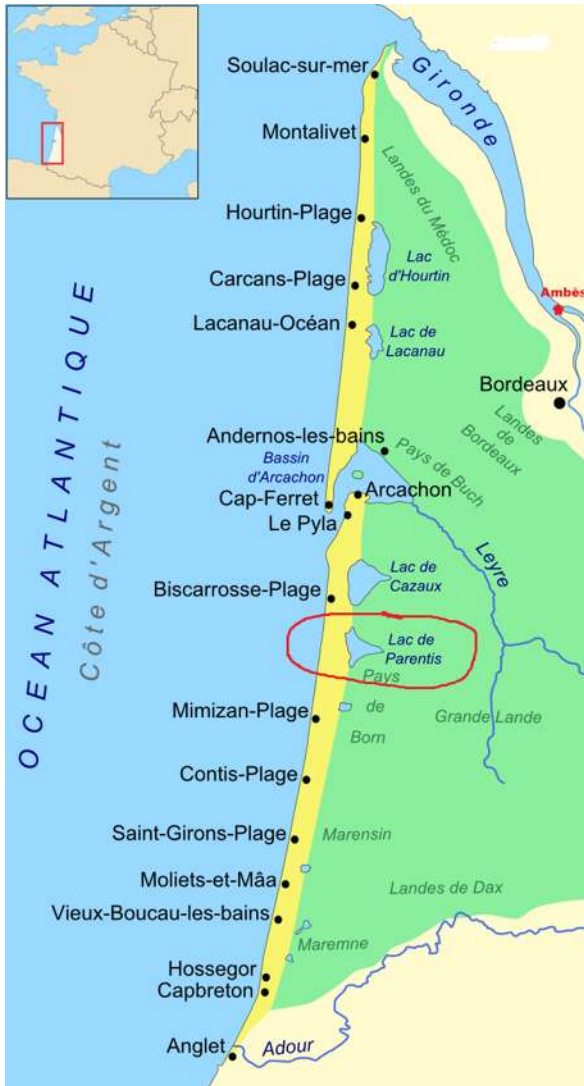 Soulac-sur-mer
Gironde
Montalivet
Landes du Médoc
Hourtin-Plage
Lac
d'Hourtin
Carcans-Plage
Ambès
Lacanau-Océan
Lac de
Lacanau
Bordeaux
Landes
de
Bordeaux
Andernos-les-bains
Pays de Buch
Bassin
d'Arcachon
Arcachon
Cap-Ferret
Le Pyla
Leyre
Lac de
Cazaux
Biscarrosse-Plage
Lac de
Parentis
Pays
de
Born
Mimizan-Plage
Grande Lande
Contis-Plage
Saint-Girons-Plage
Marensin
Moliets-et-Mâa
Landes de Dax
Vieux-Boucau-les-bains
Maremne
Hossegor
Capbreton
Anglet
Adour
OCEAN ATLANTIQUE
Côte d'Argent